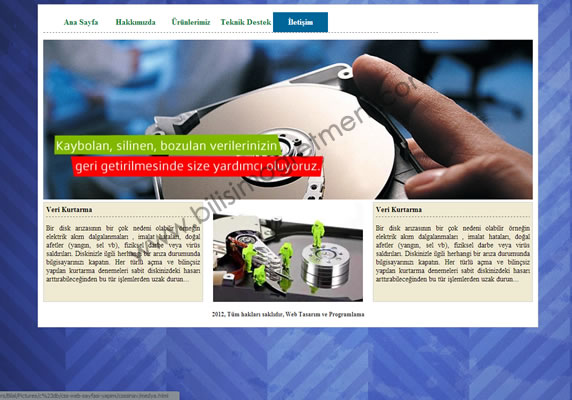 Ana Sayfa Hakkımızda Ürünlerimiz Teknik Destek İletişim
Kaybolan, silinen, bozulan verilerinizin
geri getirilmesinde size yardımcı oluyoruz.
www.bilisimogretmeni.com
Veri Kurtarma
Bir disk arızasının bir çok nedeni olabilir örneğin
elektrik akım dalgalanmaları , imalat hataları, doğal
afetler (yangın, sel vb), fiziksel darbe veya virüs
saldırıları. Diskinizle ilgili herhangi bir arıza durumunda
bilgisayarınızı kapatın. Her türlü açma ve bilinçsiz
yapılan kurtarma denemeleri sabit diskinizdeki hasarı
arttırabileceğinden bu tür işlemlerden uzak durun...
Veri Kurtarma
Bir disk arızasının bir çok nedeni olabilir örneğin
elektrik akım dalgalanmaları , imalat hataları, doğal
afetler (yangın, sel vb), fiziksel darbe veya virüs
saldırıları. Diskinizle ilgili herhangi bir arıza durumunda
bilgisayarınızı kapatın. Her türlü açma ve bilinçsiz
yapılan kurtarma denemeleri sabit diskinizdeki hasarı
arttırabileceğinden bu tür işlemlerden uzak durun...
2012, Tüm hakları saklıdır, Web Tasarım ve Programlama